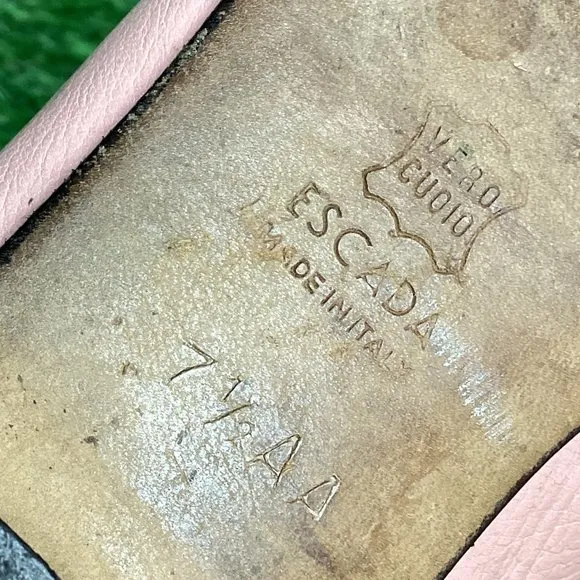 VERO
CUOIO
ESCADA
MADE IN ITALY
7 ½ AA